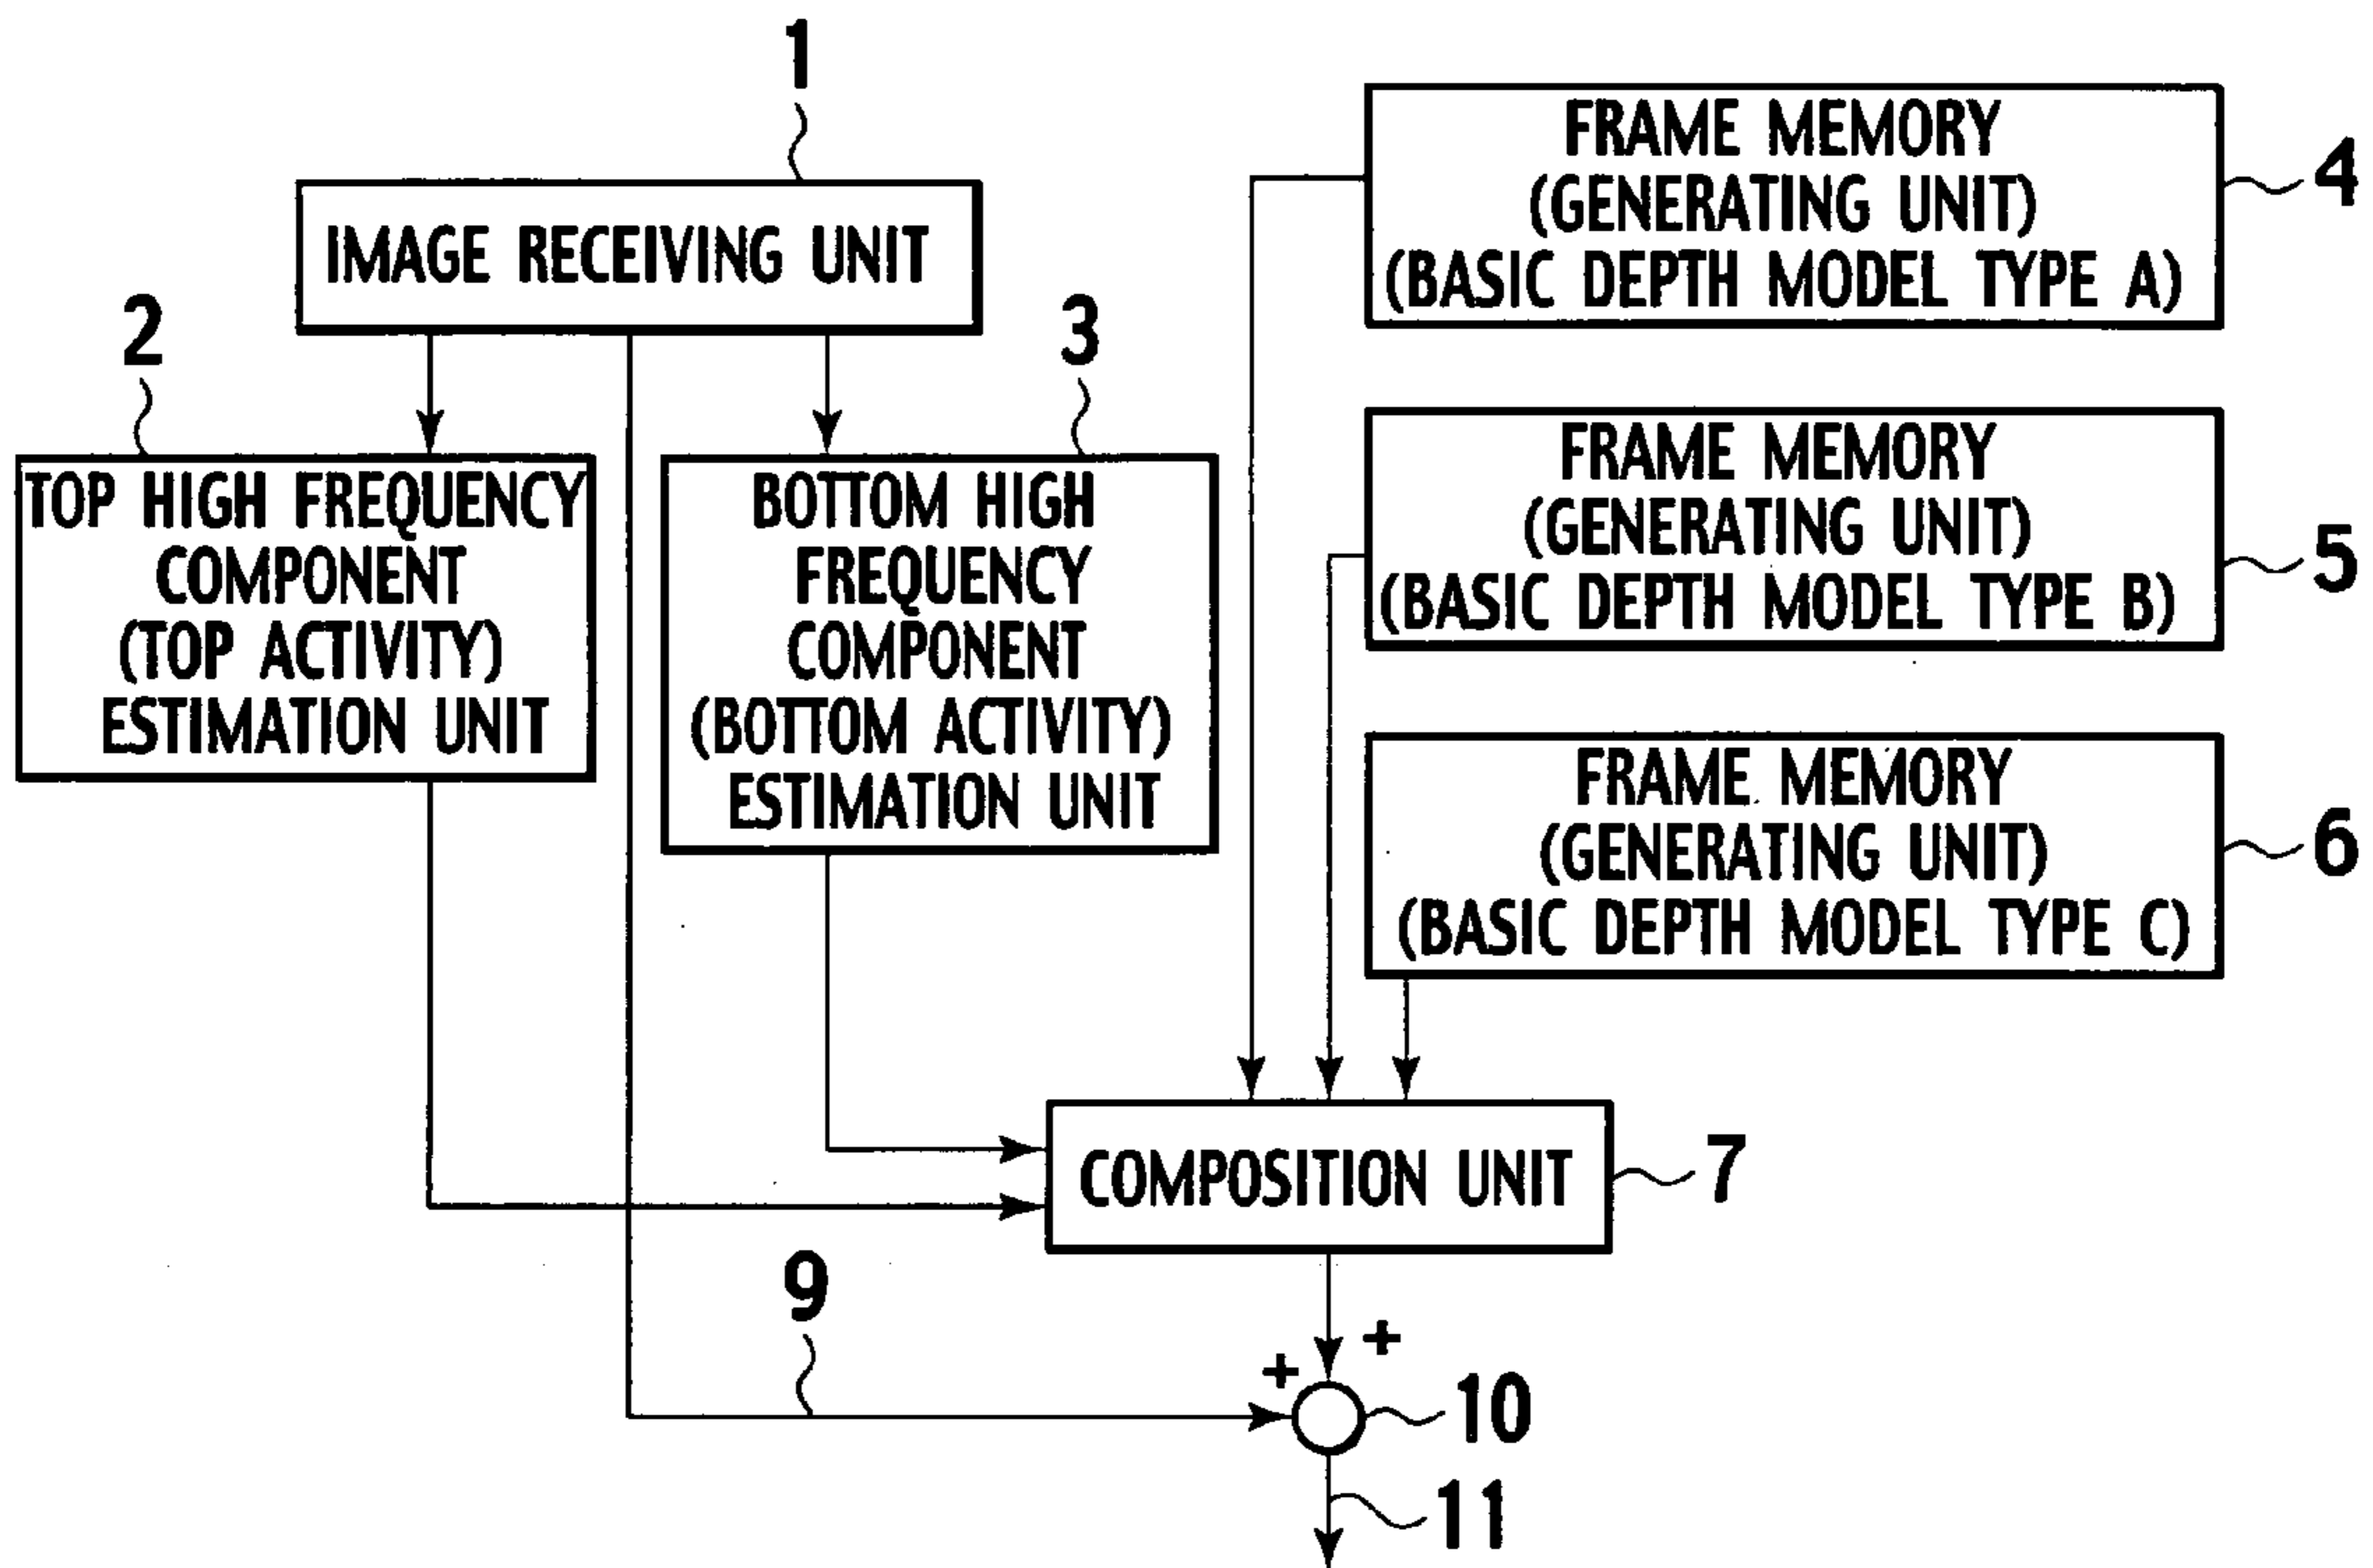 1
IMAGE RECEIVING UNIT
2
TOP HIGH FREQUENCY
COMPONENT
(TOP ACTIVITY)
ESTIMATION UNIT
3
BOTTOM HIGH
FREQUENCY
COMPONENT
(BOTTOM ACTIVITY)
ESTIMATION UNIT
FRAME MEMORY
(GENERATING UNIT)
(BASIC DEPTH MODEL TYPE A)
4
FRAME MEMORY
(GENERATING UNIT)
(BASIC DEPTH MODEL TYPE B)
5
FRAME MEMORY
(GENERATING UNIT)
(BASIC DEPTH MODEL TYPE C)
6
COMPOSITION UNIT
7
9
+
+
10
11